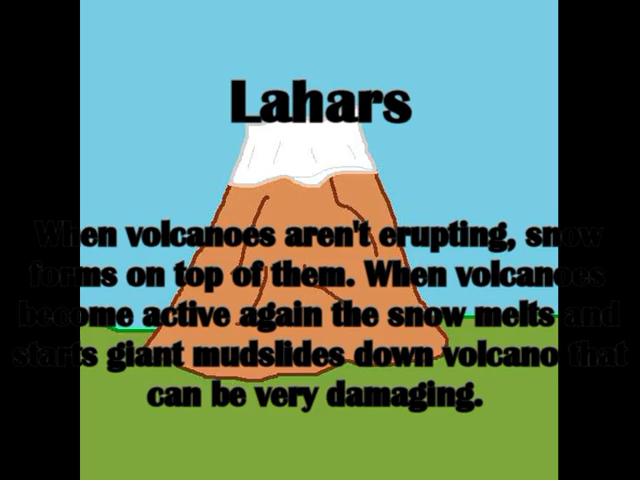 Lahars
When volcanoes aren't erupting, snow
forms on top of them. When volcanoes
become active again the snow melts and
starts giant mudslides down volcano that
can be very damaging.